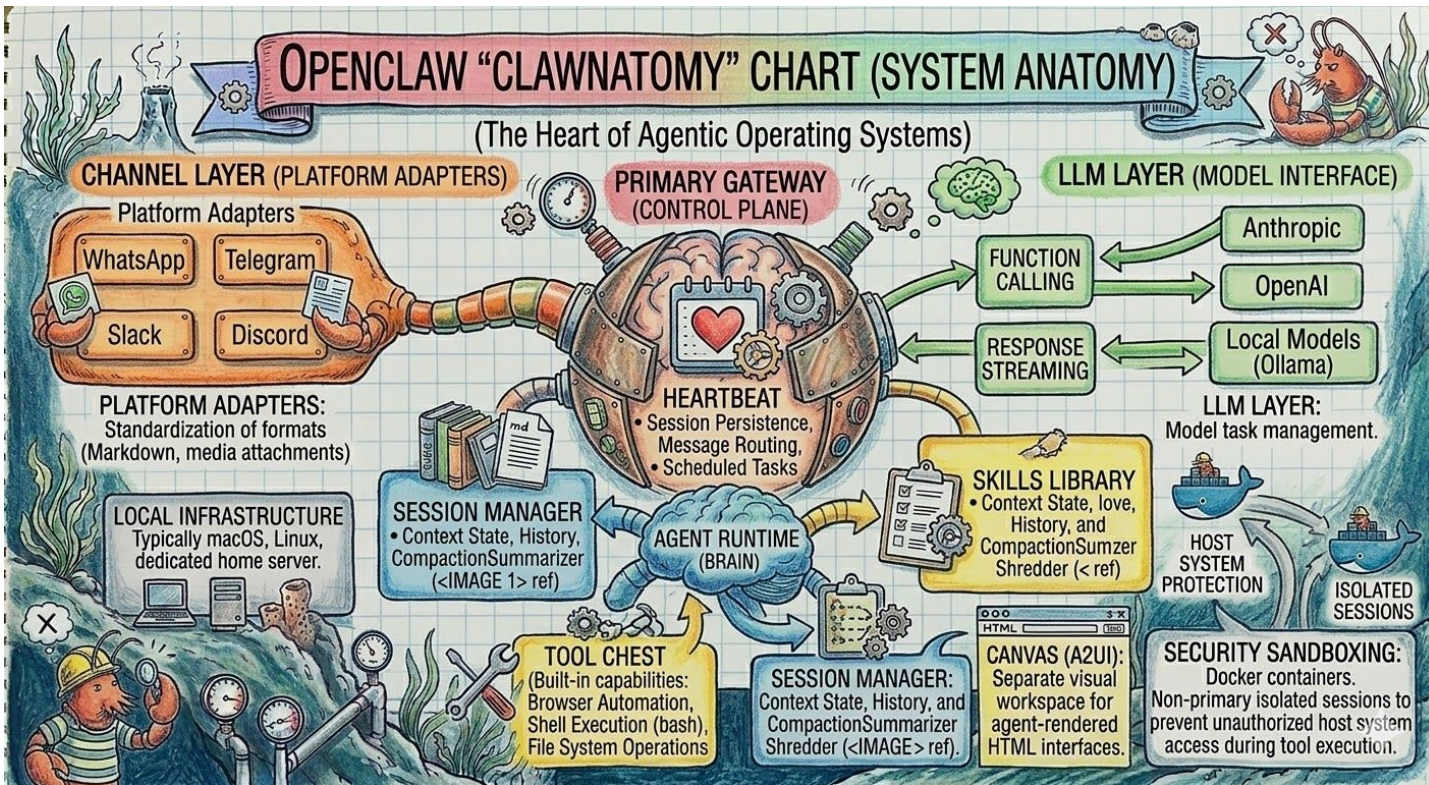 OPENCLAW "CLAWNATOMY" CHART (SYSTEM ANATOMY)
(The Heart of Agentic Operating Systems)
CHANNEL LAYER (PLATFORM ADAPTERS)
Platform Adapters
WhatsApp
Telegram
Slack
Discord
PLATFORM ADAPTERS:
Standardization of formats
(Markdown, media attachments)
PRIMARY GATEWAY
(CONTROL PLANE)
HEARTBEAT
• Session Persistence,
Message Routing,
• Scheduled Tasks
LLM LAYER (MODEL INTERFACE)
FUNCTION
CALLING
RESPONSE
STREAMING
Anthropic
OpenAI
Local Models
(Ollama)
LLM LAYER:
Model task management.
LOCAL INFRASTRUCTURE
Typically macOS, Linux,
dedicated home server.
md
SESSION MANAGER
• Context State, History,
CompactionSummarizer
(<IMAGE 1> ref)
AGENT RUNTIME
(BRAIN)
SKILLS LIBRARY
• Context State, love,
History, and
CompactionSumzer
Shredder (< ref)
HOST
SYSTEM
PROTECTION
ISOLATED
SESSIONS
TOOL CHEST
(Built-in capabilities:
Browser Automation,
Shell Execution (bash),
File System Operations
SESSION MANAGER:
Context State, History, and
CompactionSummarizer
Shredder (<IMAGE> ref).
HTML
CANVAS (A2UI):
Separate visual
workspace for
agent-rendered
HTML interfaces.
SECURITY SANDBOXING:
Docker containers.
Non-primary isolated sessions to
prevent unauthorized host system
access during tool execution.